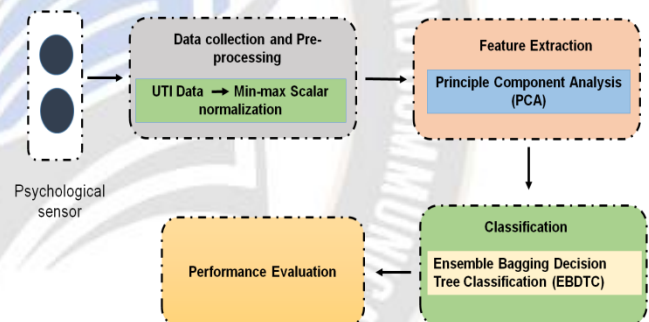 Psychological
sensor
Data collection and Pre-
processing
UTI Data → Min-max Scalar
normalization
Feature Extraction
Principle Component Analysis
(PCA)
Classification
Ensemble Bagging Decision
Tree Classification (EBDTC)
Performance Evaluation